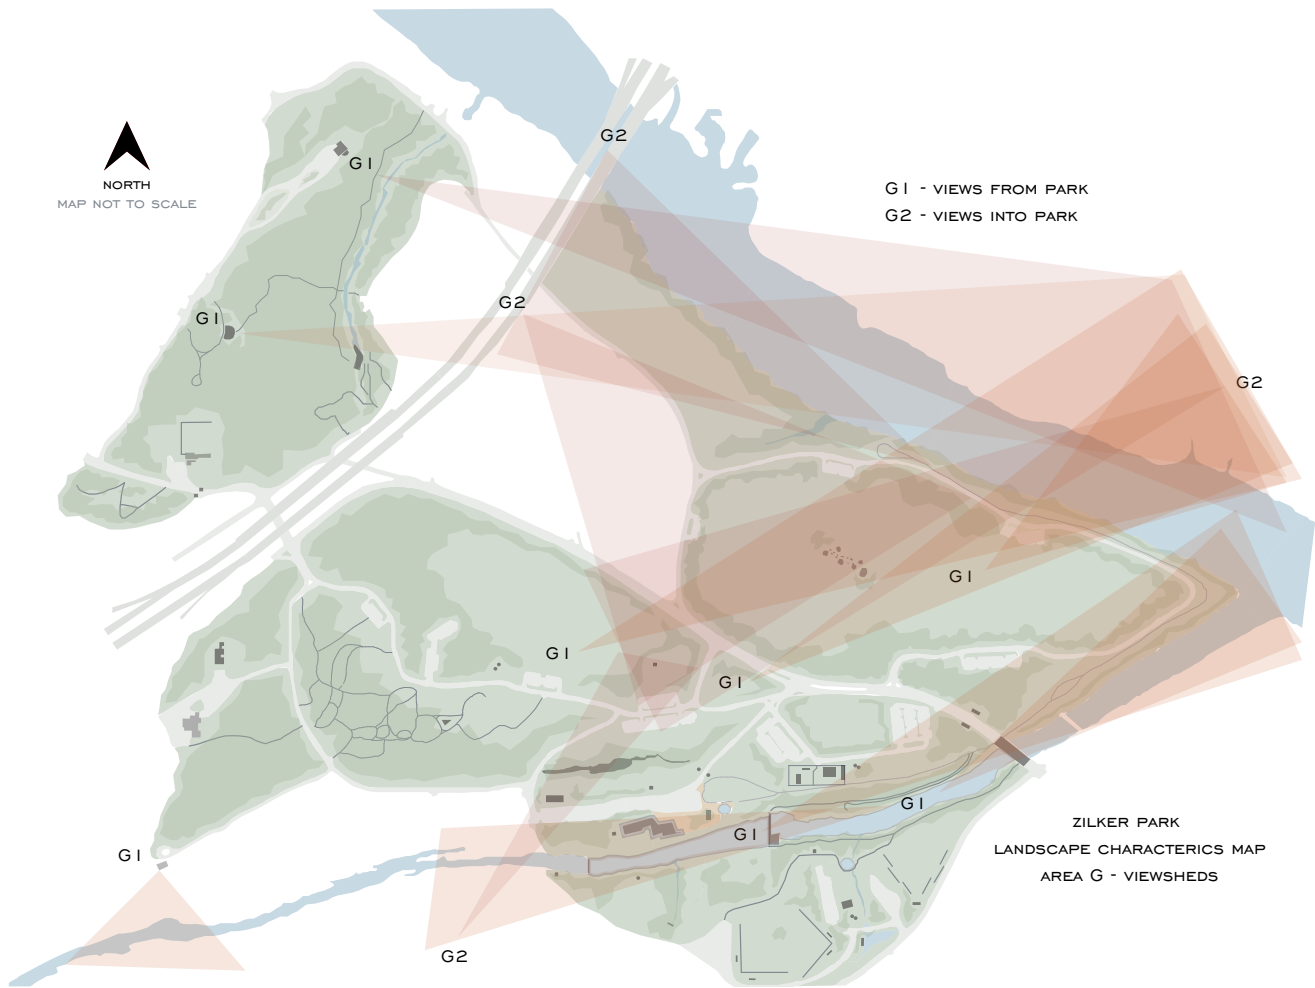 G2
G1
NORTH
MAP NOT TO SCALE
G1 - VIEWS FROM PARK
G2 - VIEWS INTO PARK
G2
G1
G2
G1
G1
G1
G1
G1
G1
G2
ZILKER PARK
LANDSCAPE CHARACTERICS MAP
AREA G - VIEWSHEDS